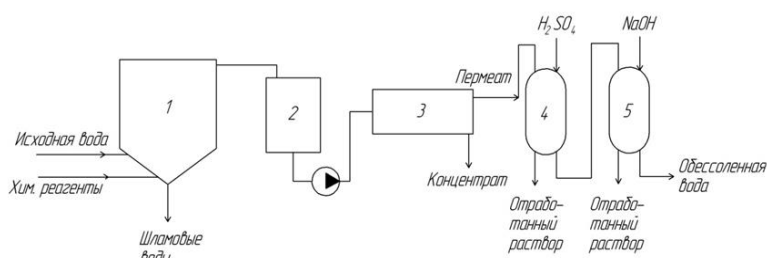 H₂SO₄
NaOH
Пермеат
1
2
3
4
5
Исходная вода
Хим. реагенты
Концентрат
Обессоленная
вода
Отрабо-
танный
раствор
Отрабо-
танный
раствор
Шламовые